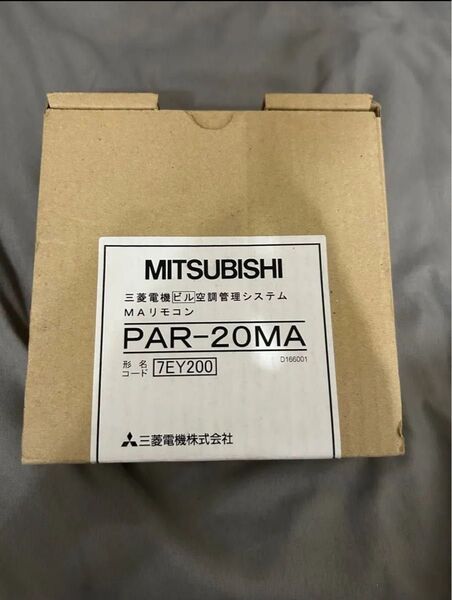 MITSUBISHI
三菱電機ビル空調管理システム
MAリモコン
PAR-20MA
D166001
形名
コード 7EY200
三菱電機株式会社